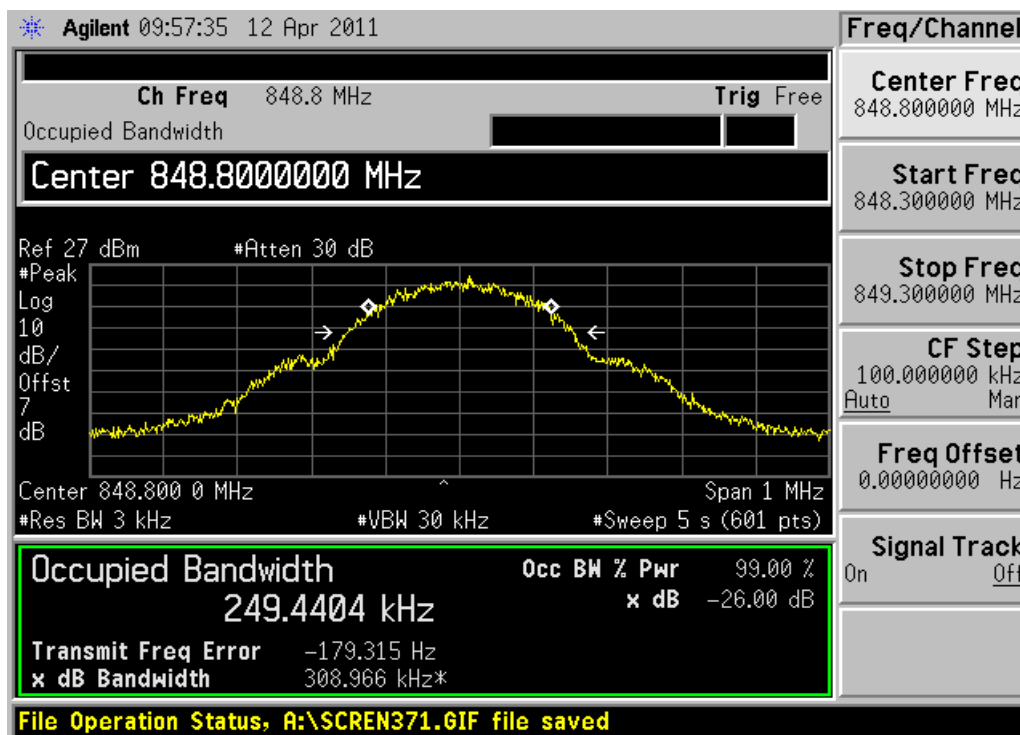 Agilent 09:57:35 12 Apr 2011
Freq/Channel
Ch Freq 848.8 MHz
Trig Free
Occupied Bandwidth
Center 848.8000000 MHz
Ref 27 dBm
#Atten 30 dB
#Peak
Log
10
dB/
Offst
7
dB
Center 848.800 0 MHz
Span 1 MHz
#Res BW 3 kHz
#VBW 30 kHz
#Sweep 5 s (601 pts)
Occupied Bandwidth
249.4404 kHz
Occ BW % Pwr 99.00 %
x dB -26.00 dB
Transmit Freq Error -179.315 Hz
x dB Bandwidth 308.966 kHz*
Center Freq
848.800000 MHz
Start Freq
848.300000 MHz
Stop Freq
849.300000 MHz
CF Step
100.000000 kHz
Auto Man
Freq Offset
0.00000000 Hz
Signal Track
On Off
File Operation Status, A:\SCREN371.GIF file saved